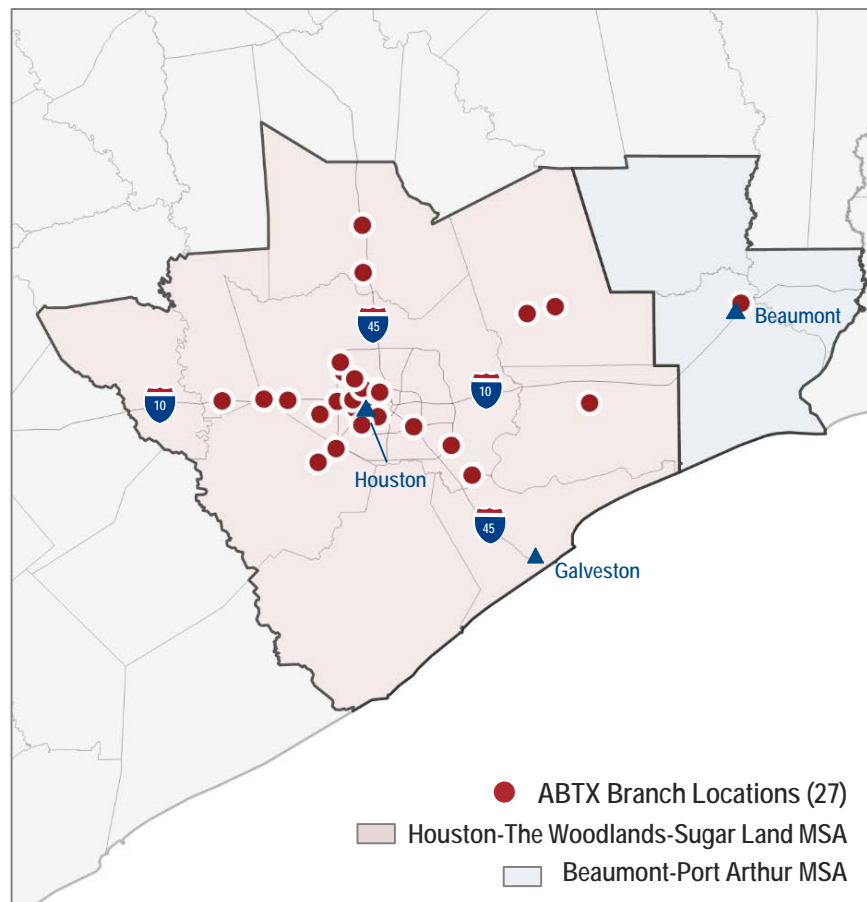 45
Beaumont
10
10
Houston
45
Galveston
ABTX Branch Locations (27)
Houston-The Woodlands-Sugar Land MSA
Beaumont-Port Arthur MSA